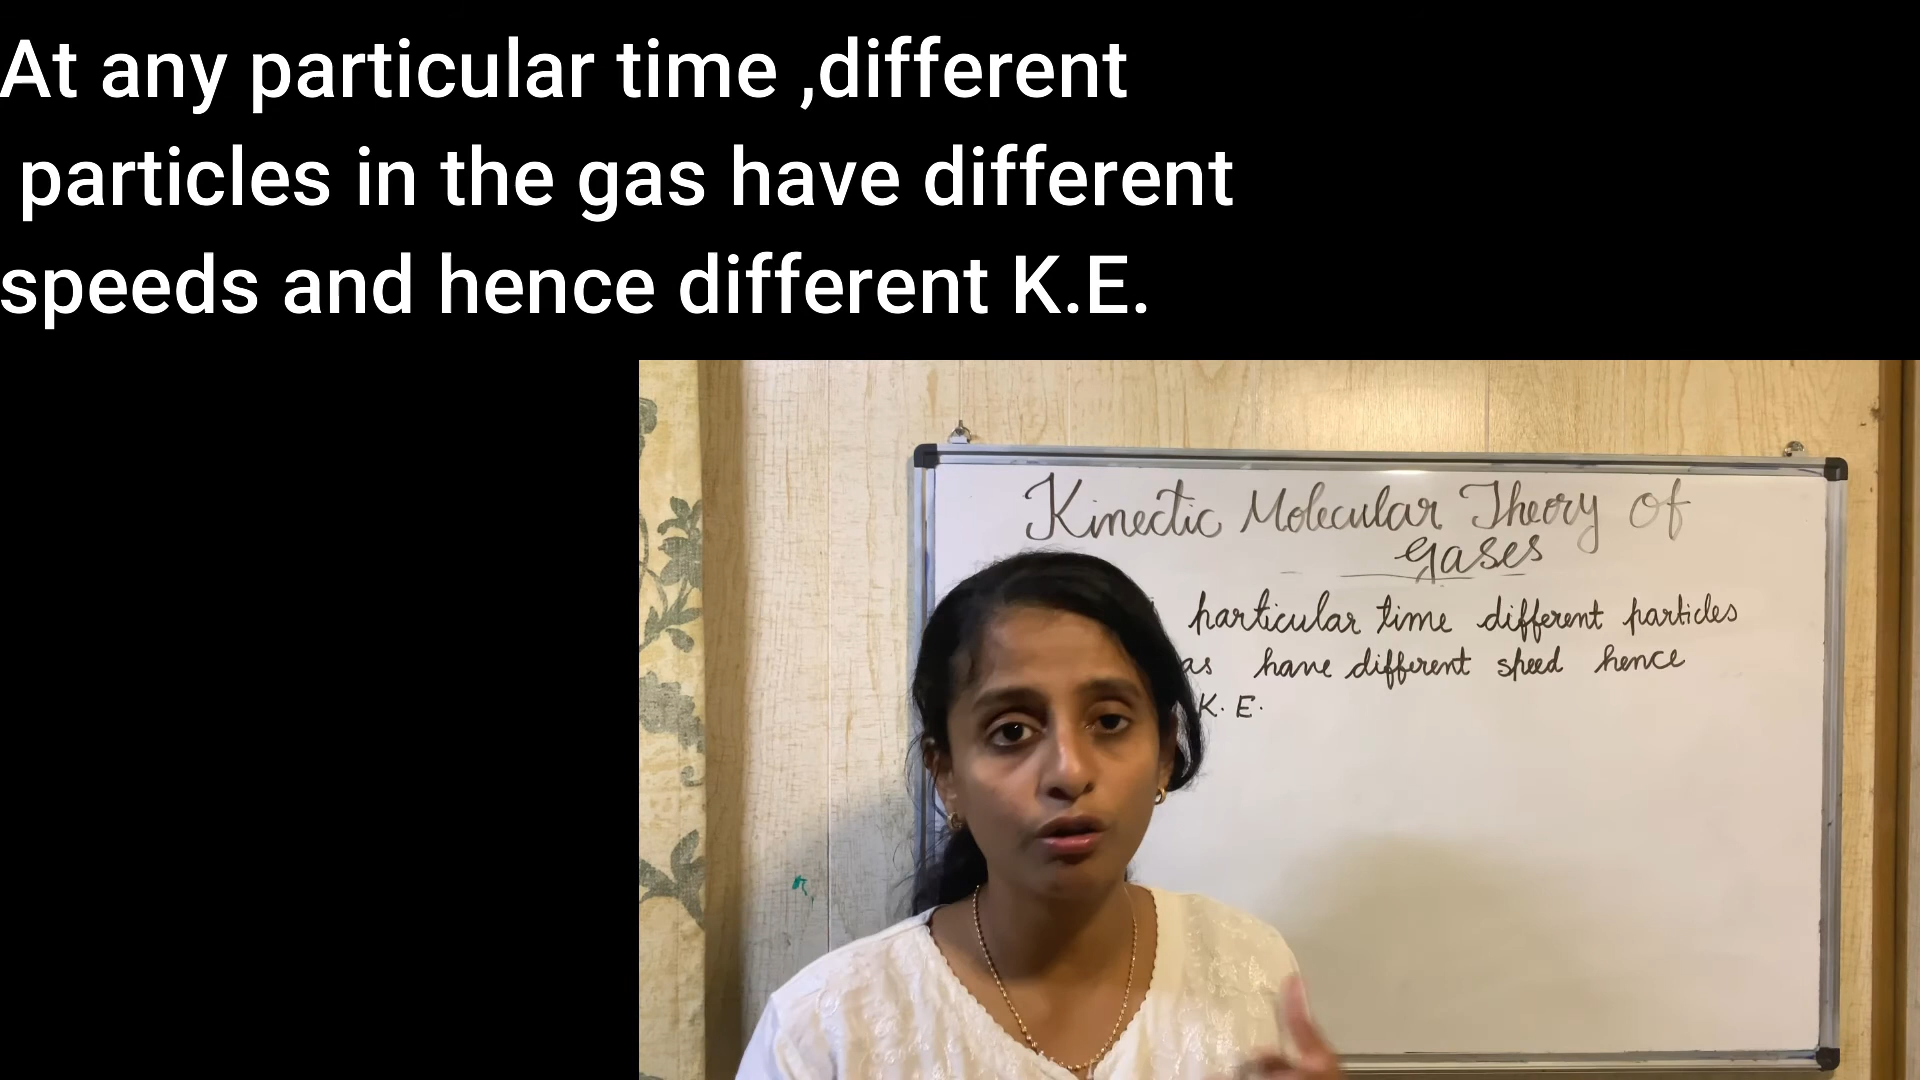 At any particular time ,different
particles in the gas have different
speeds and hence different K.E.
Kinectic Molecular Theory of
gases
particular time different particles
as have different speed hence
K. E.